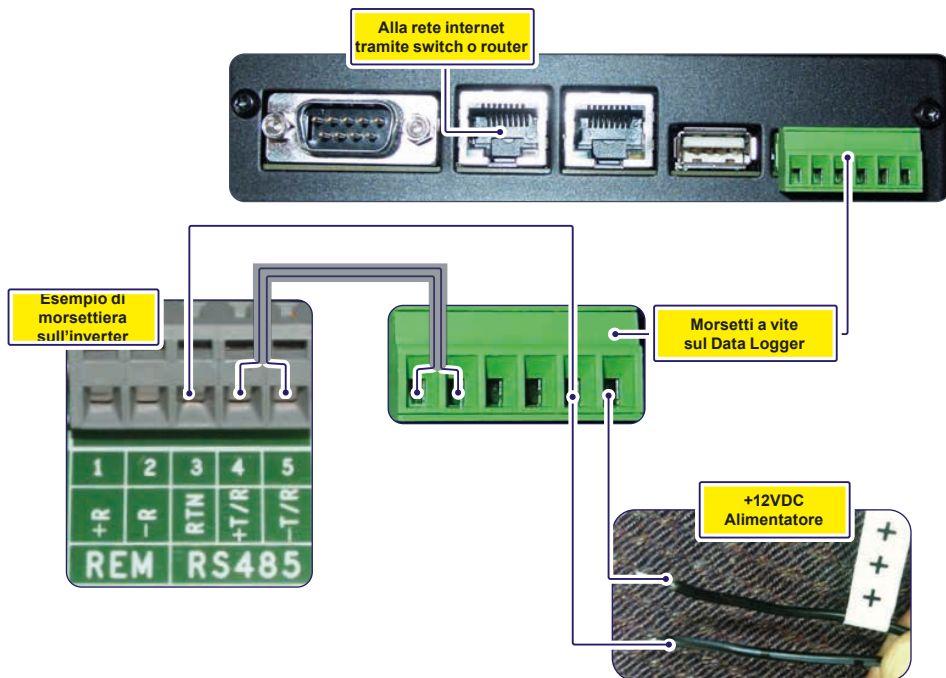 Alla rete internet
tramite switch o router
Esempio di
morsettiera
sull'inverter
Morsetti a vite
sul Data Logger
1 2 3 4 5
+R -R RTN +T/R -T/R
REM RS485
+12VDC
Alimentatore
+
+
+